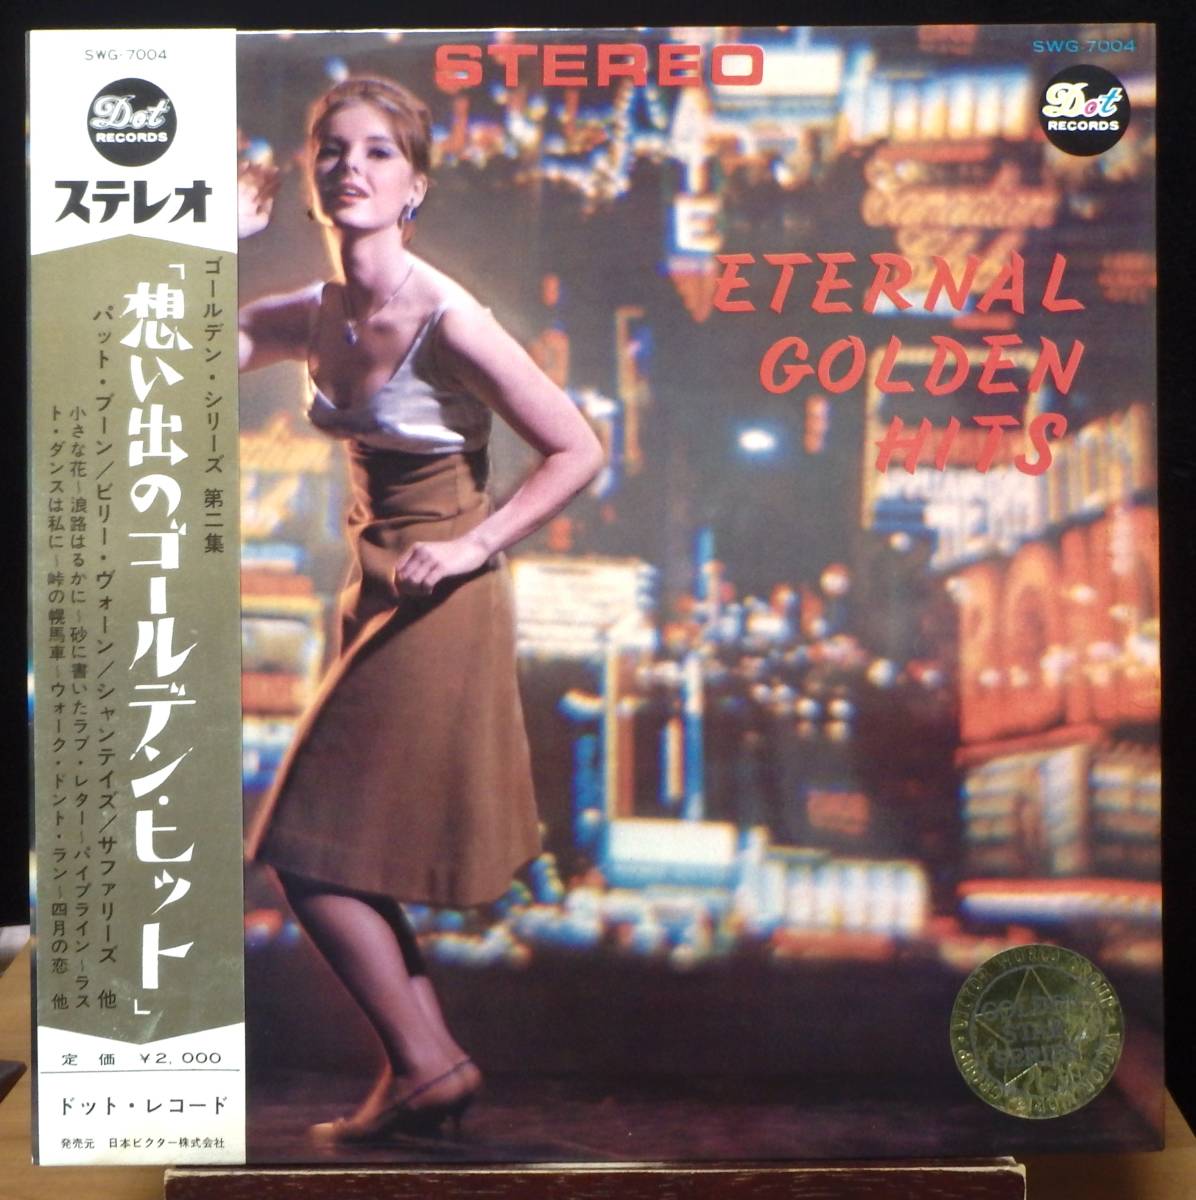 SWG-7004
Dot
RECORDS
ステレオ
ゴールデン・シリーズ 第二集
「想い出のゴールデン・ヒット」
パット・ブーン／ビリー・ヴォーン／シャンテイズ／サファリーズ 他
小さな花～浪路はるかに～砂に書いたラブ・レター～パイプライン～ラス
ト・ダンスは私に～峠の幌馬車～ウォーク・ドント・ラン～四月の恋 他
定 価 ¥2,000
ドット・レコード
発売元 日本ビクター株式会社
STEREO
SWG-7004
Dot
RECORDS
ETERNAL
GOLDEN
HITS
GOLDEN
STAR
SERIES